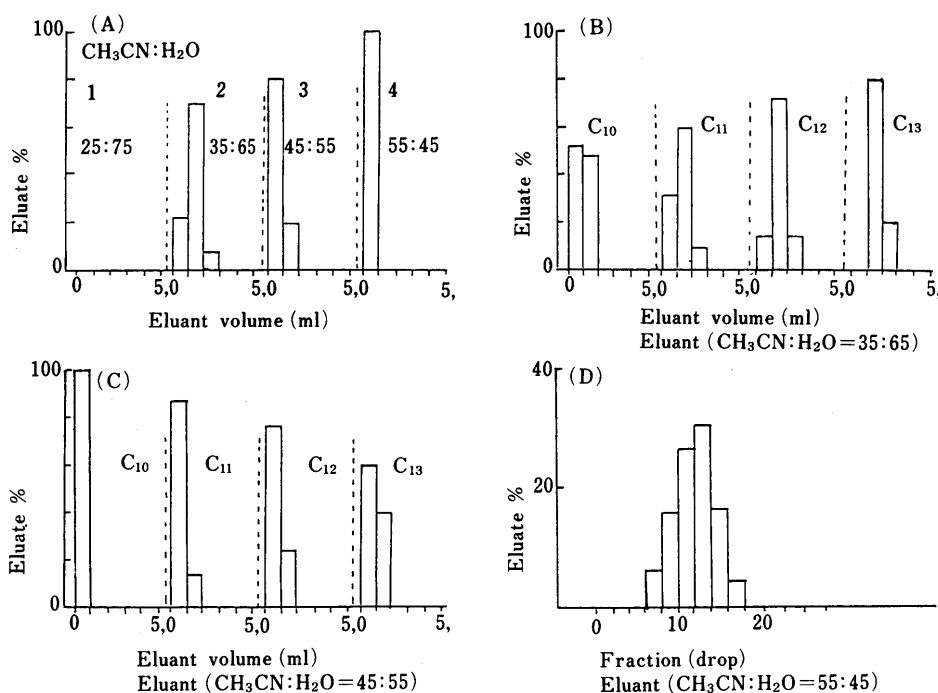 (A)
CH₃CN:H₂O
100
1 2 3 4
25:75 35:65 45:55 55:45
Eluate %
0
0 5,0 5,0 5,0 5,
Eluant volume (ml)
(B)
100
C₁₀ C₁₁ C₁₂ C₁₃
Eluate %
0
0 5,0 5,0 5,0 5,
Eluant volume (ml)
Eluant (CH₃CN:H₂O=35:65)
(C)
100
C₁₀ C₁₁ C₁₂ C₁₃
Eluate %
0
0 5,0 5,0 5,0 5,
Eluant volume (ml)
Eluant (CH₃CN:H₂O=45:55)
(D)
40
20
Eluate %
0 10 20
Fraction (drop)
Eluant (CH₃CN:H₂O=55:45)